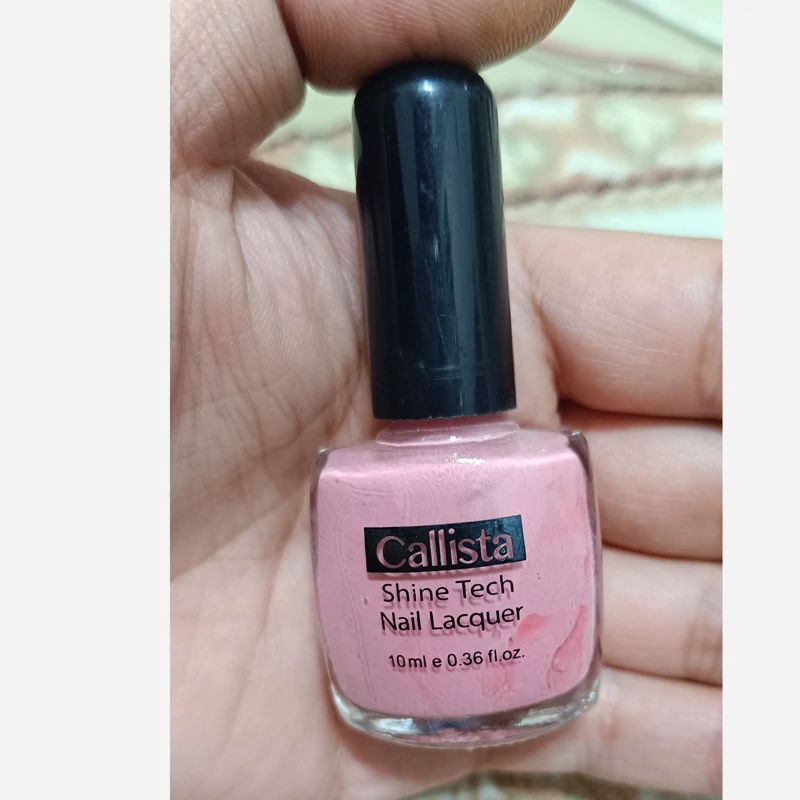 Callista
Shine Tech
Nail Lacquer
10ml e 0.36 fl.oz.